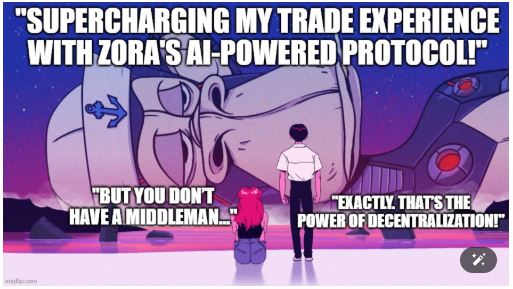 "SUPERCHARGING MY TRADE EXPERIENCE
WITH ZORA'S AI-POWERED PROTOCOL!"
"BUT YOU DON'T
HAVE A MIDDLEMAN..."
"EXACTLY. THAT'S THE
POWER OF DECENTRALIZATION!"
imgflip.com